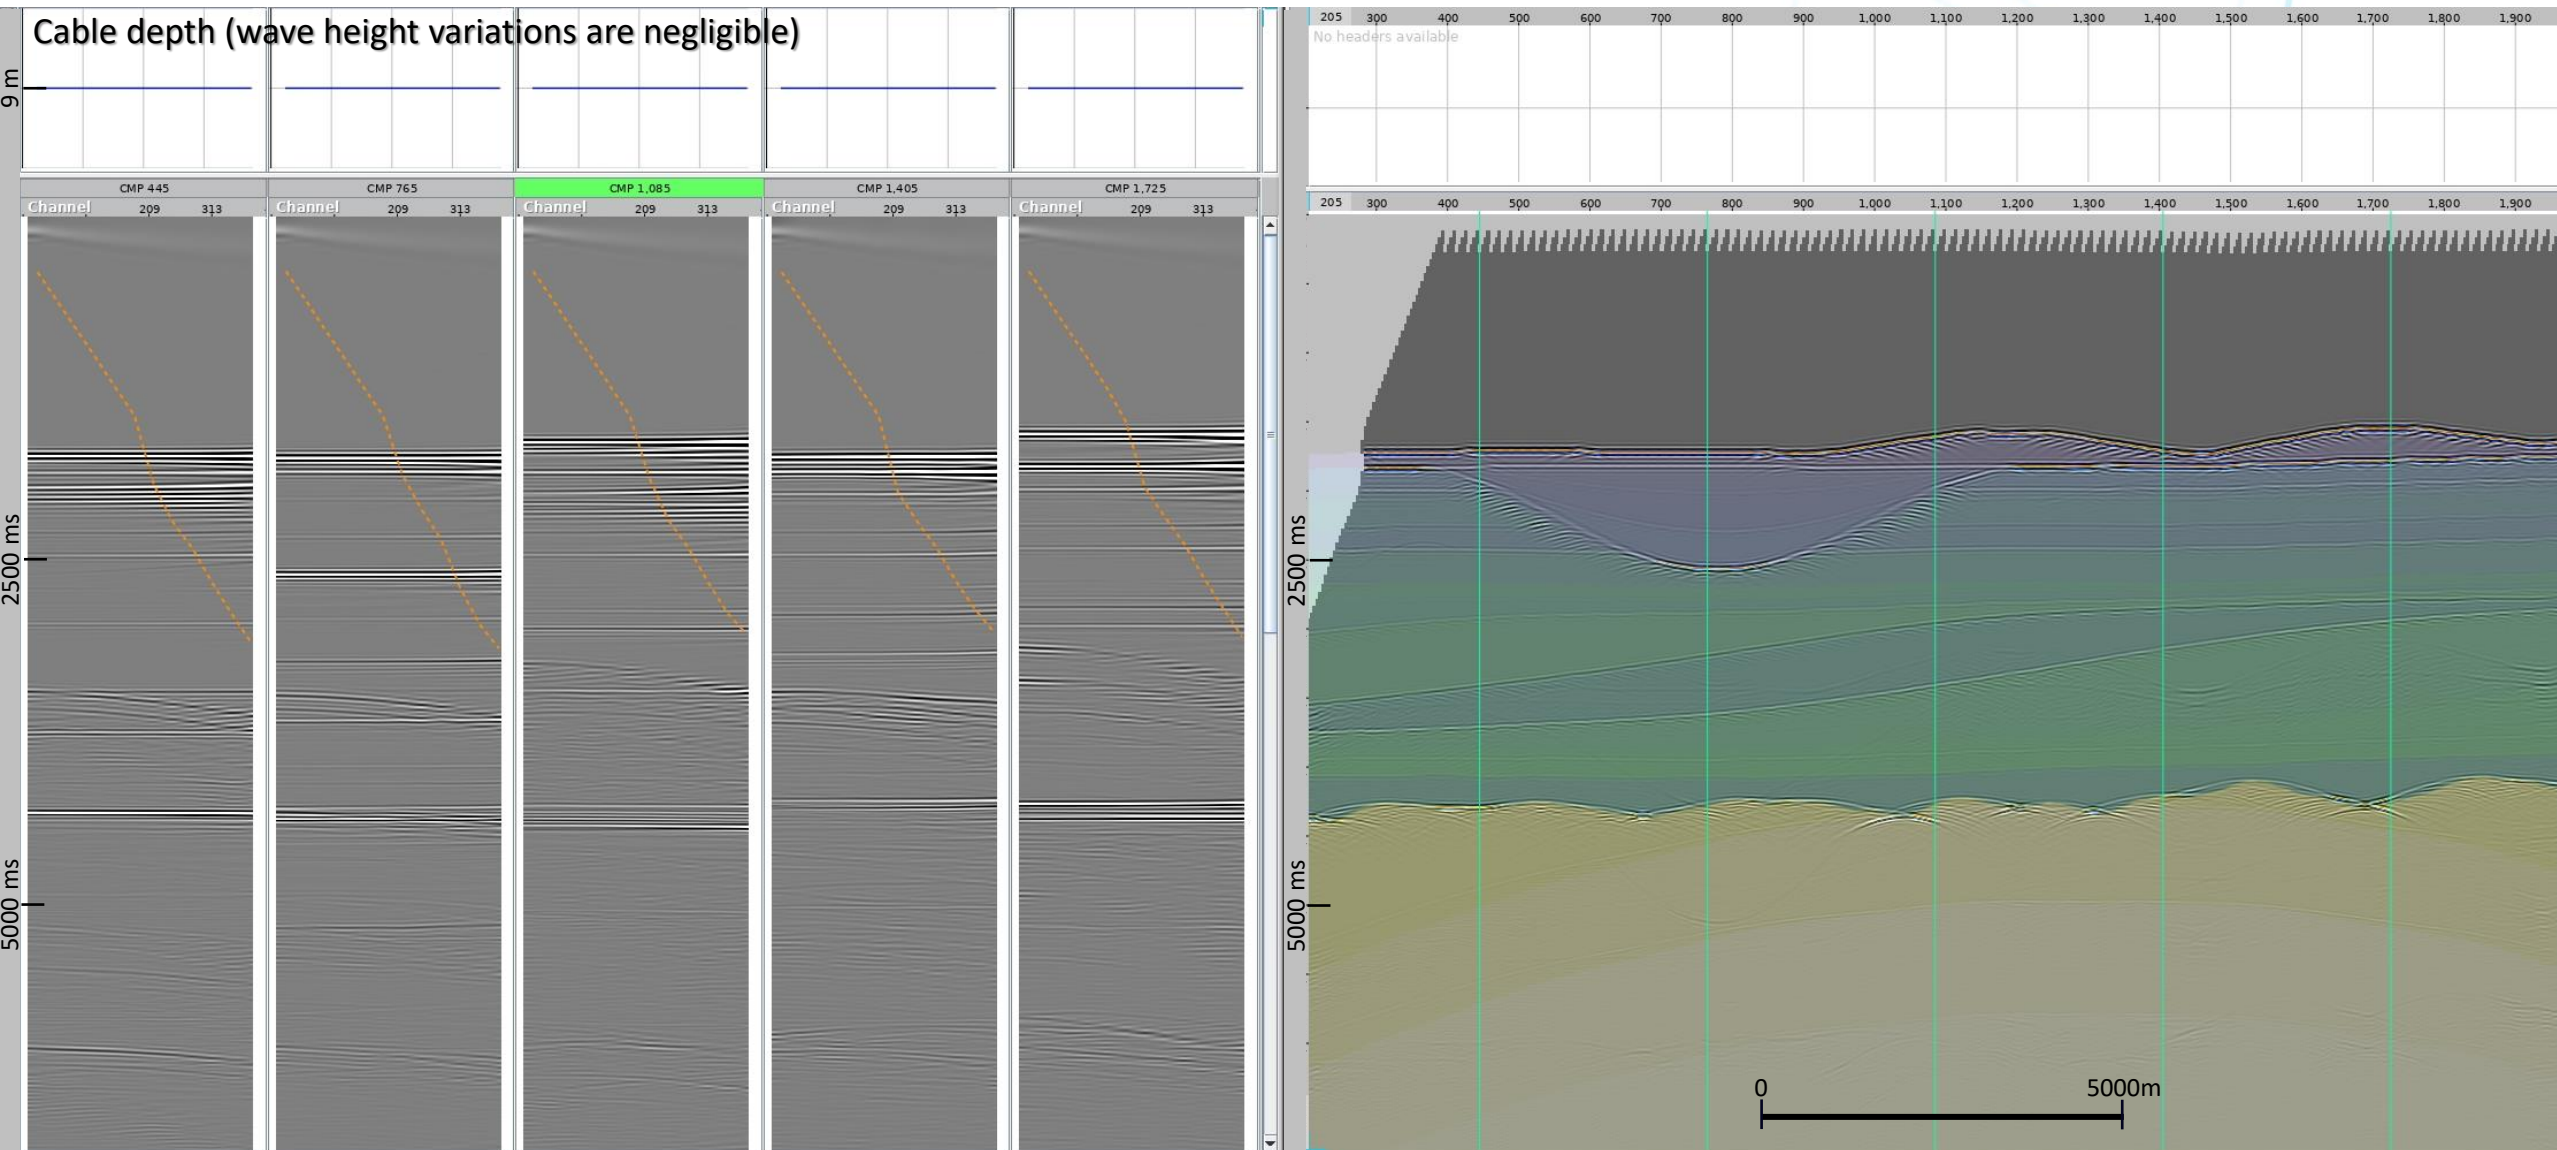 Cable depth (wave height variations are negligible)
9 m
CMP 445 CMP 765 CMP 1,085 CMP 1,405 CMP 1,725
Channel 209 313 Channel 209 313 Channel 209 313 Channel 209 313 Channel 209 313
2500 ms
5000 ms
205 300 400 500 600 700 800 900 1,000 1,100 1,200 1,300 1,400 1,500 1,600 1,700 1,800 1,900
No headers available
205 300 400 500 600 700 800 900 1,000 1,100 1,200 1,300 1,400 1,500 1,600 1,700 1,800 1,900
2500 ms
5000 ms
0 5000m